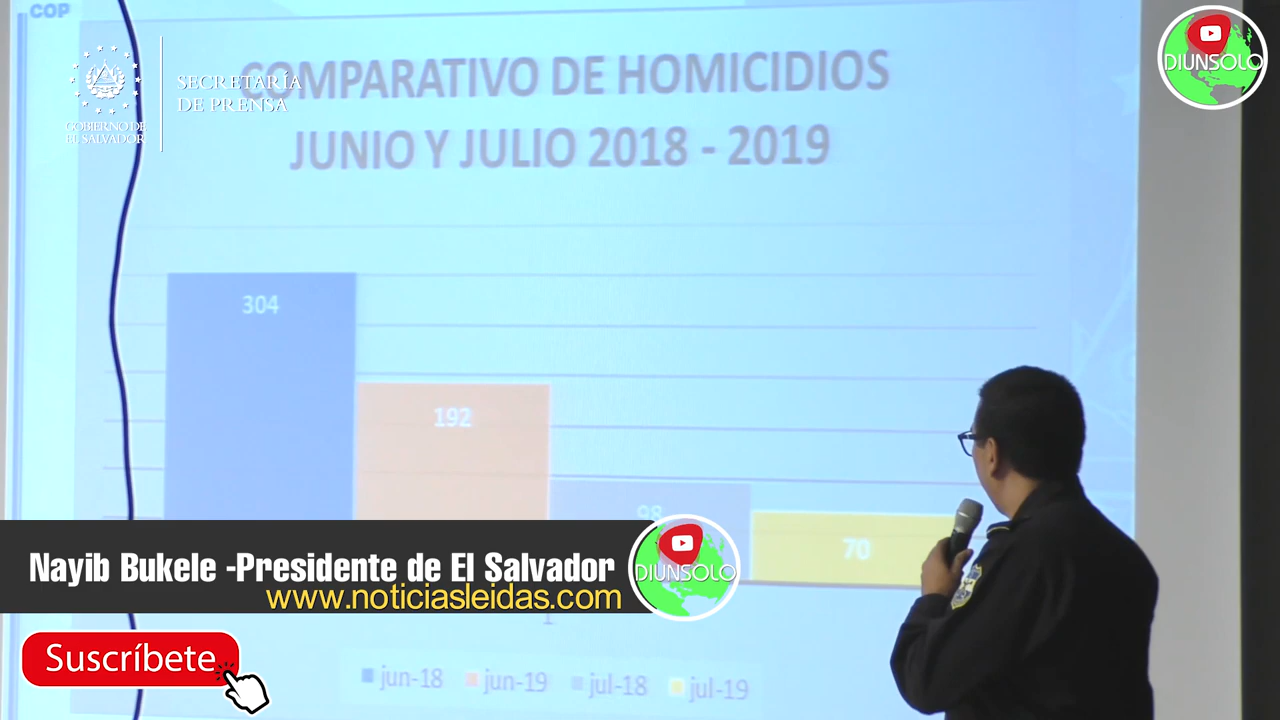 COP
GOBIERNO DE
EL SALVADOR
SECRETARÍA
DE PRENSA
COMPARATIVO DE HOMICIDIOS
JUNIO Y JULIO 2018 - 2019
DIUNSOLO
304
192
98
70
1
jun-18
jun-19
jul-18
jul-19
Nayib Bukele -Presidente de El Salvador
www.noticiasleidas.com
DIUNSOLO
Suscríbete